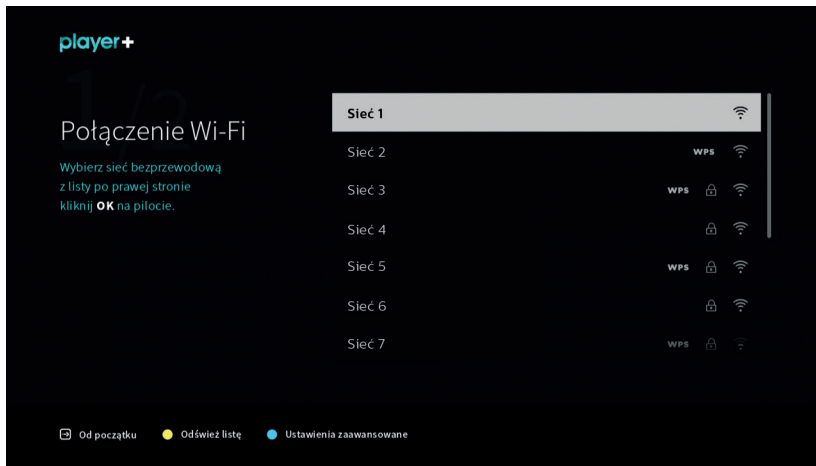 player+
1/2
Połączenie Wi-Fi
Wybierz sieć bezprzewodową
z listy po prawej stronie
kliknij OK na pilocie.
Sieć 1
Sieć 2 WPS
Sieć 3 WPS
Sieć 4
Sieć 5 WPS
Sieć 6
Sieć 7 WPS
Od początku Odśwież listę Ustawienia zaawansowane